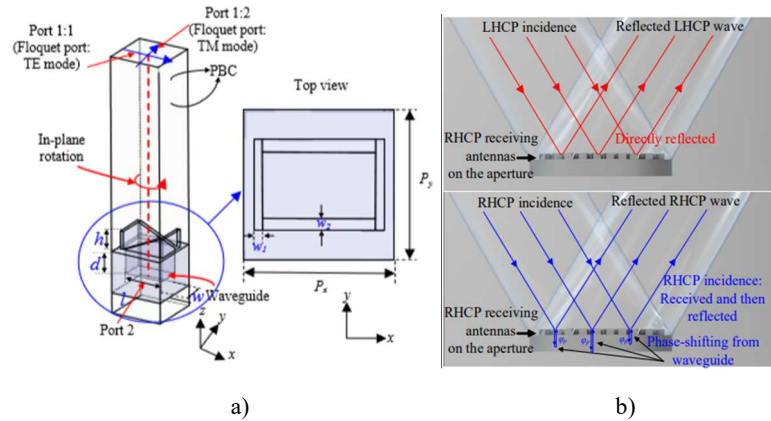 Port 1:2
(Floquet port:
TM mode)
Port 1:1
(Floquet port:
TE mode)
PBC
Top view
In-plane
rotation
h
d
l
w
Waveguide
Port 2
z
y
x
w2
w1
Py
Px
y
x
a)
LHCP incidence
Reflected LHCP wave
RHCP receiving
antennas
on the aperture
Directly reflected
RHCP incidence
Reflected RHCP wave
RHCP incidence:
Received and then
reflected
RHCP receiving
antennas
on the aperture
φp
φp
φp
Phase-shifting from
waveguide
b)